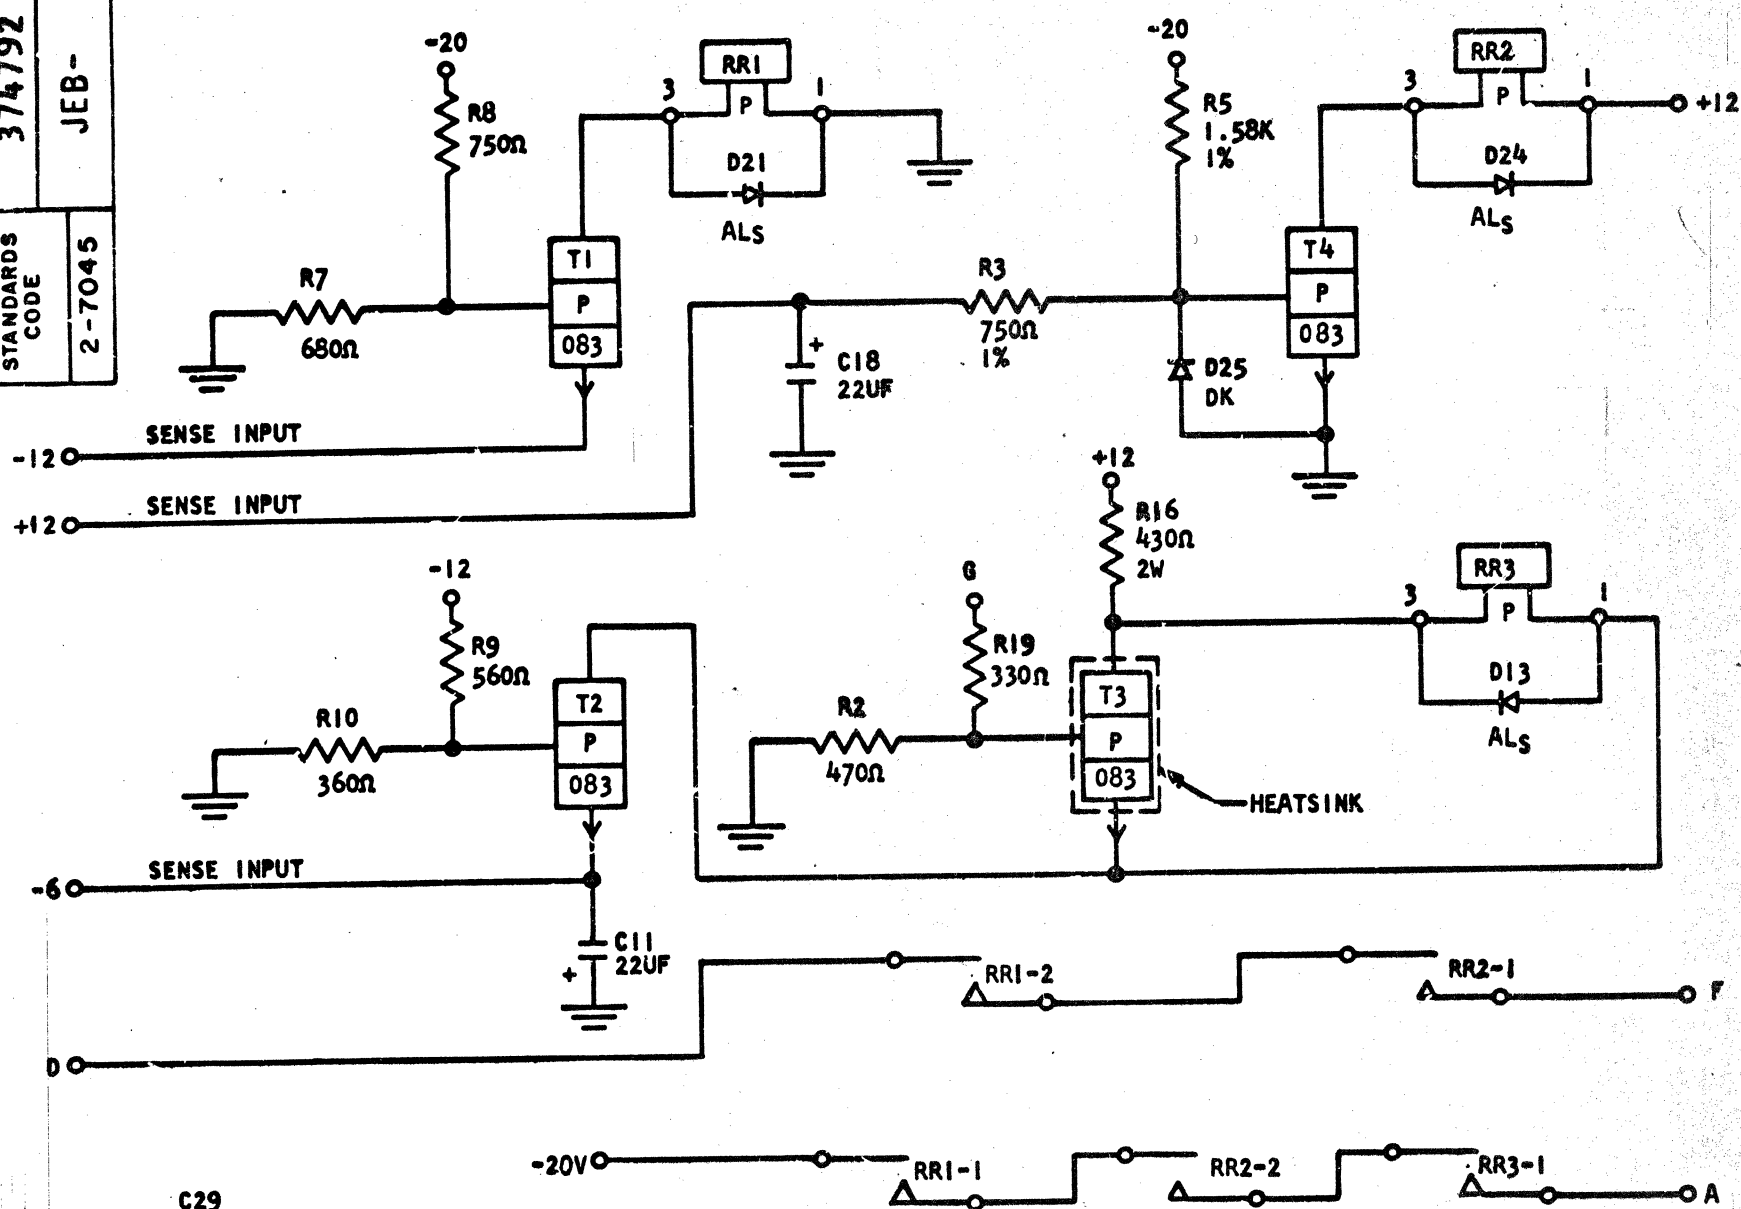 374792
JEB-
STANDARDS
CODE
2-7045
-20
R8
750Ω
RR1
3
P
1
D21
ALS
-20
R5
1.58K
1%
RR2
3
P
1
+12
D24
ALS
R7
680Ω
T1
P
083
R3
750Ω
1%
T4
P
083
+
C18
22UF
D25
DK
SENSE INPUT
-12
SENSE INPUT
+12
+12
R16
430Ω
2W
-12
R9
560Ω
G
R19
330Ω
RR3
3
P
1
D13
ALS
R10
360Ω
T2
P
083
R2
470Ω
T3
P
083
HEATSINK
SENSE INPUT
-6
C11
22UF
+
RR1-2
RR2-1
F
D
-20V
RR1-1
RR2-2
RR3-1
A
C29